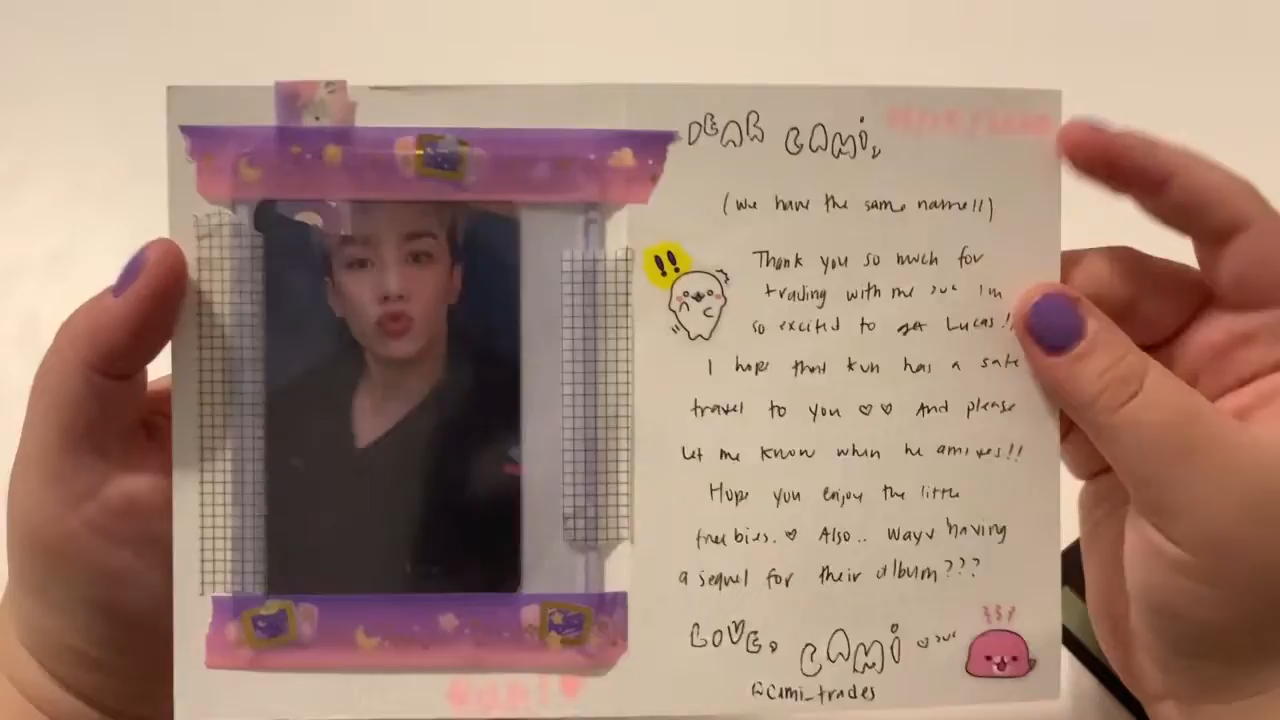 DEAR CAMI,
(we have the same name!!)
!!
Thank you so much for
trading with me I'm
so excited to get Lucas!!
I hope that Kun has a safe
travel to you ♡♡ And please
let me know when he arrives!!
Hope you enjoy the little
freebies. ♡ Also.. WayV having
a sequel for their album???
LOVE, CAMI ♡
@cami_trades